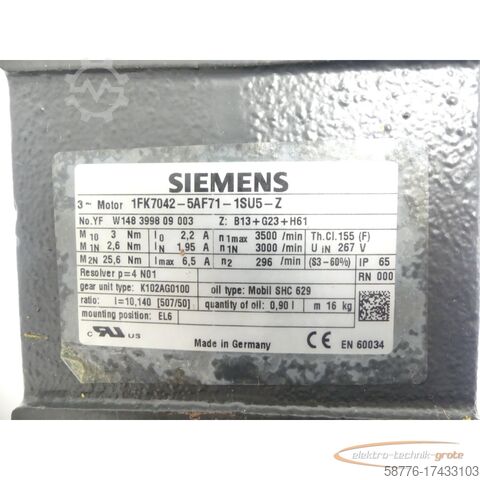 SIEMENS
3~ Motor 1FK7042-5AF71-1SU5-Z
No.YF W148 3998 09 003 Z: B13+G23+H61
M10 3 Nm I0 2,2 A n1max 3500 /min Th.Cl.155 (F)
M1N 2,6 Nm IN 1,95 A n1N 3000 /min U IN 267 V
M2N 25,6 Nm Imax 6,5 A n2 296 /min (S3-60%) IP 65
Resolver p=4 N01 RN 000
gear unit type: K102AG0100 oil type: Mobil SHC 629
ratio: i=10,140 [507/50] quantity of oil: 0,90 l m 16 kg
mounting position: EL6
c UR US Made in Germany CE EN 60034
elektro-technik-grote
58776-17433103